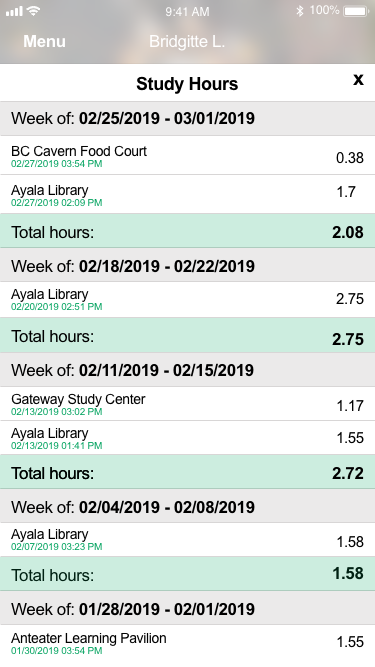 9:41 AM
100%
Menu
Bridgitte L.
Study Hours
x
Week of: 02/25/2019 - 03/01/2019
BC Cavern Food Court
02/27/2019 03:54 PM
0.38
Ayala Library
02/27/2019 02:09 PM
1.7
Total hours:
2.08
Week of: 02/18/2019 - 02/22/2019
Ayala Library
02/20/2019 02:51 PM
2.75
Total hours:
2.75
Week of: 02/11/2019 - 02/15/2019
Gateway Study Center
02/13/2019 03:02 PM
1.17
Ayala Library
02/13/2019 01:41 PM
1.55
Total hours:
2.72
Week of: 02/04/2019 - 02/08/2019
Ayala Library
02/07/2019 03:23 PM
1.58
Total hours:
1.58
Week of: 01/28/2019 - 02/01/2019
Anteater Learning Pavilion
01/30/2019 03:54 PM
1.55